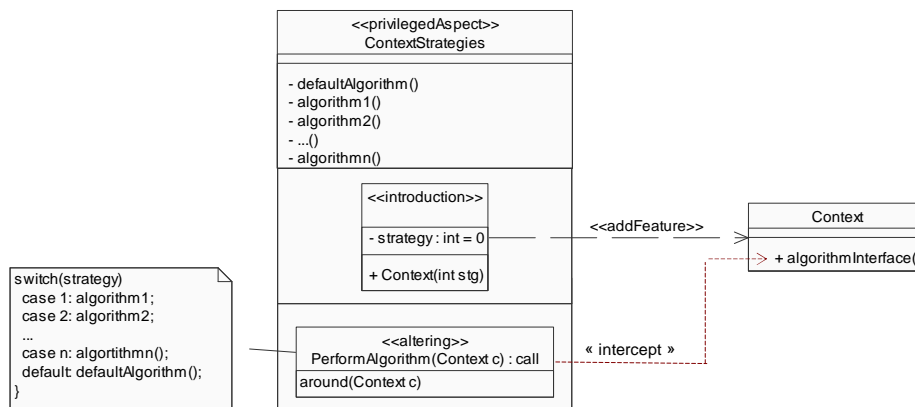 <<privilegedAspect>>
ContextStrategies
- defaultAlgorithm()
- algorithm1()
- algorithm2()
- ...()
- algorithmn()
<<introduction>>
- strategy : int = 0
+ Context(int stg)
<<addFeature>>
Context
+ algorithmInterface(
switch(strategy)
case 1: algorithm1;
case 2: algorithm2;
...
case n: algortithmn();
default: defaultAlgorithm();
}
<<altering>>
PerformAlgorithm(Context c) : call
around(Context c)
« intercept »